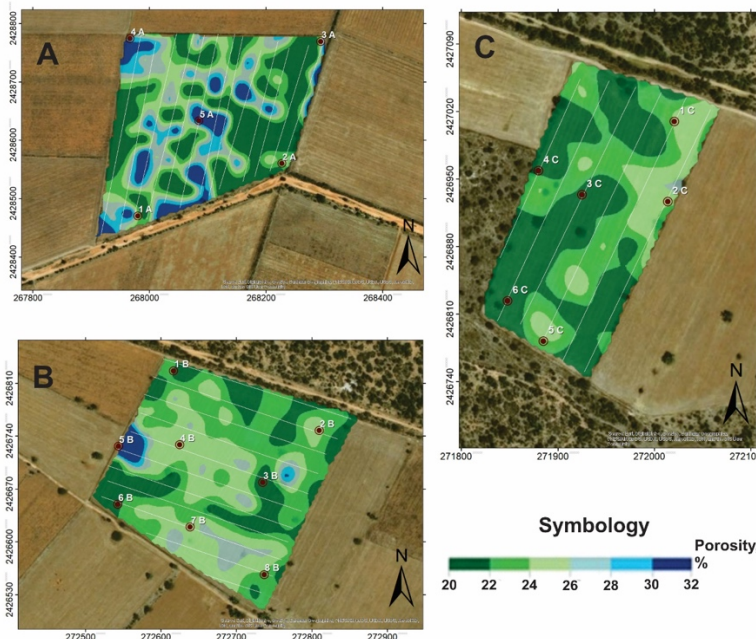 A
2428800
2428700
2428600
2428500
2428400
4 A
3 A
5 A
2 A
1 A
N
267800
268000
268200
268400
B
2426810
2426740
2426670
2426600
2426530
1 B
2 B
5 B
4 B
3 B
6 B
7 B
8 B
N
272500
272600
272700
272800
272900
C
2427090
2427020
2426950
2426880
2426810
2426740
1 C
4 C
3 C
2 C
6 C
5 C
N
271800
271900
272000
Symbology
Porosity
%
20 22 24 26 28 30 32